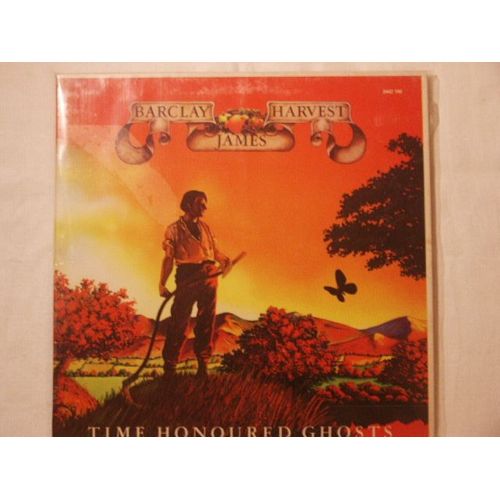 BARCLAY HARVEST
JAMES
TIME HONOURED GHOSTS